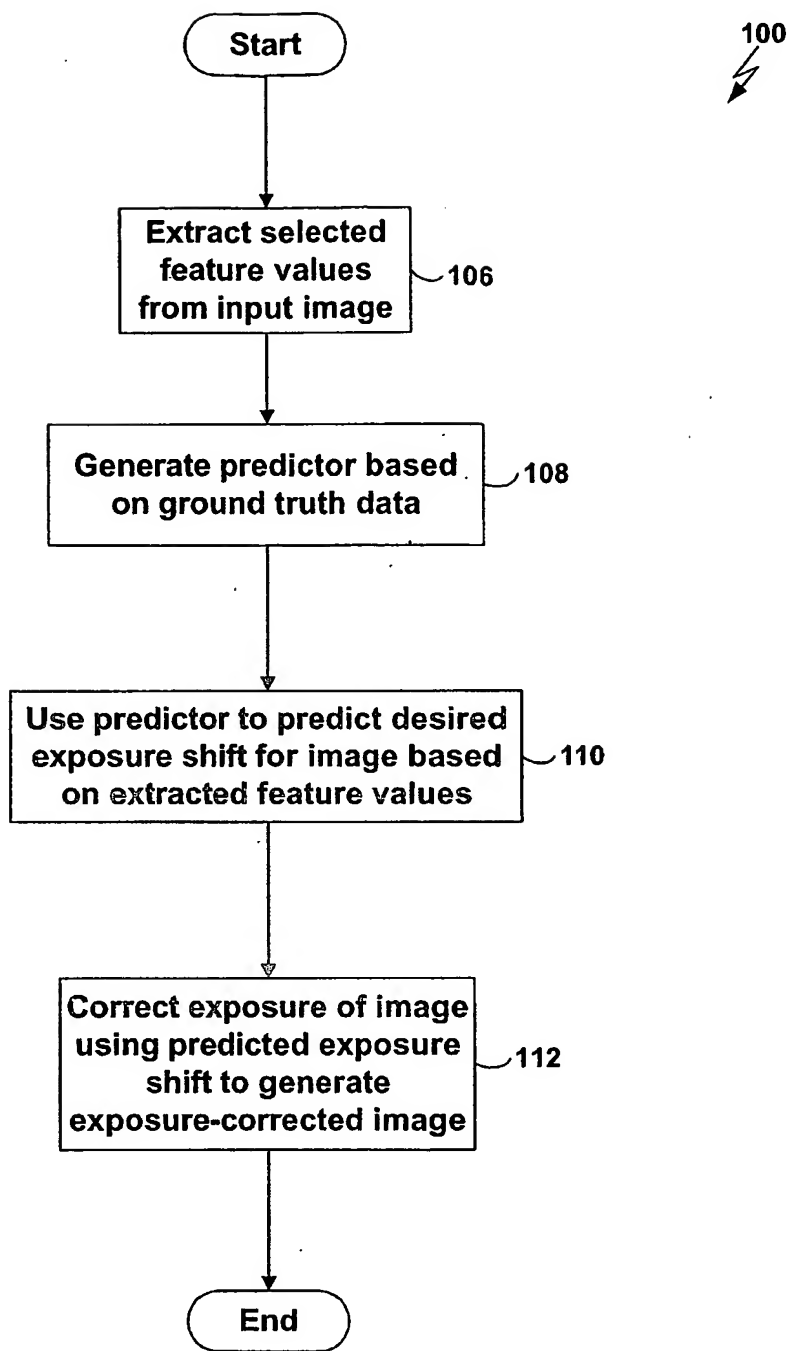 Start
100
Extract selected
feature values
from input image
106
Generate predictor based
on ground truth data
108
Use predictor to predict desired
exposure shift for image based
on extracted feature values
110
Correct exposure of image
using predicted exposure
shift to generate
exposure-corrected image
112
End